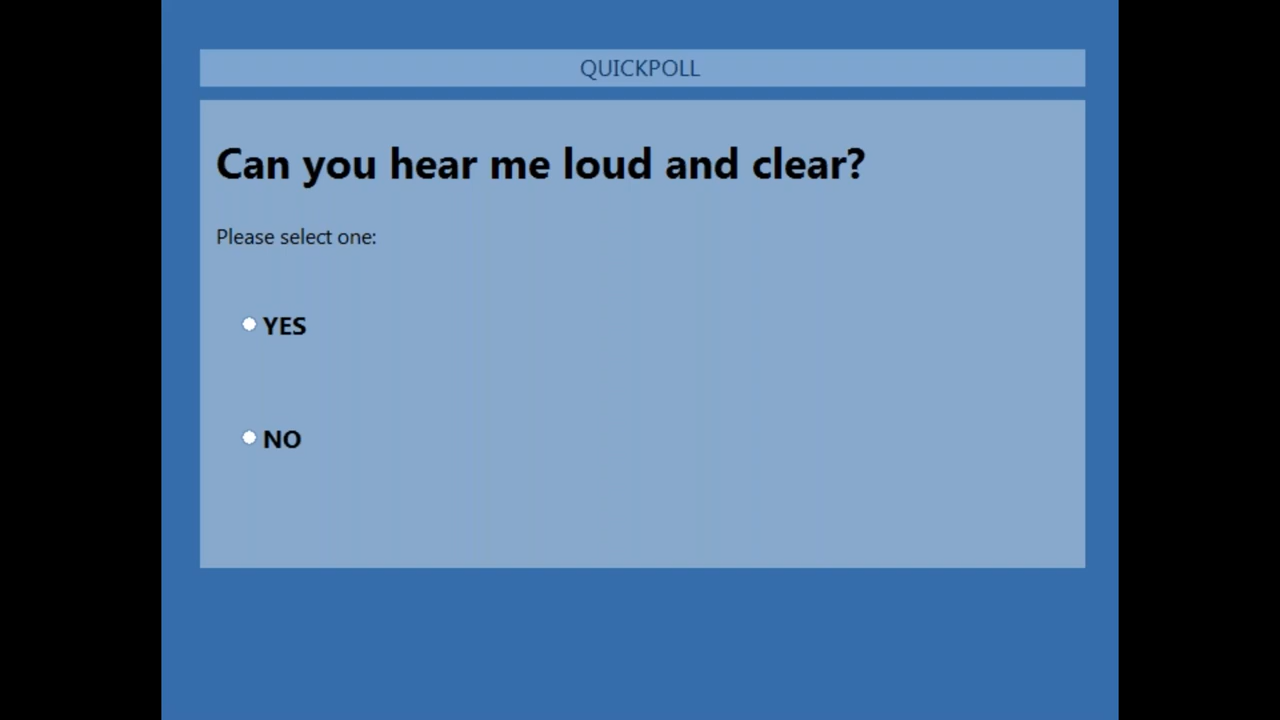 QUICKPOLL
Can you hear me loud and clear?
Please select one:
YES
NO